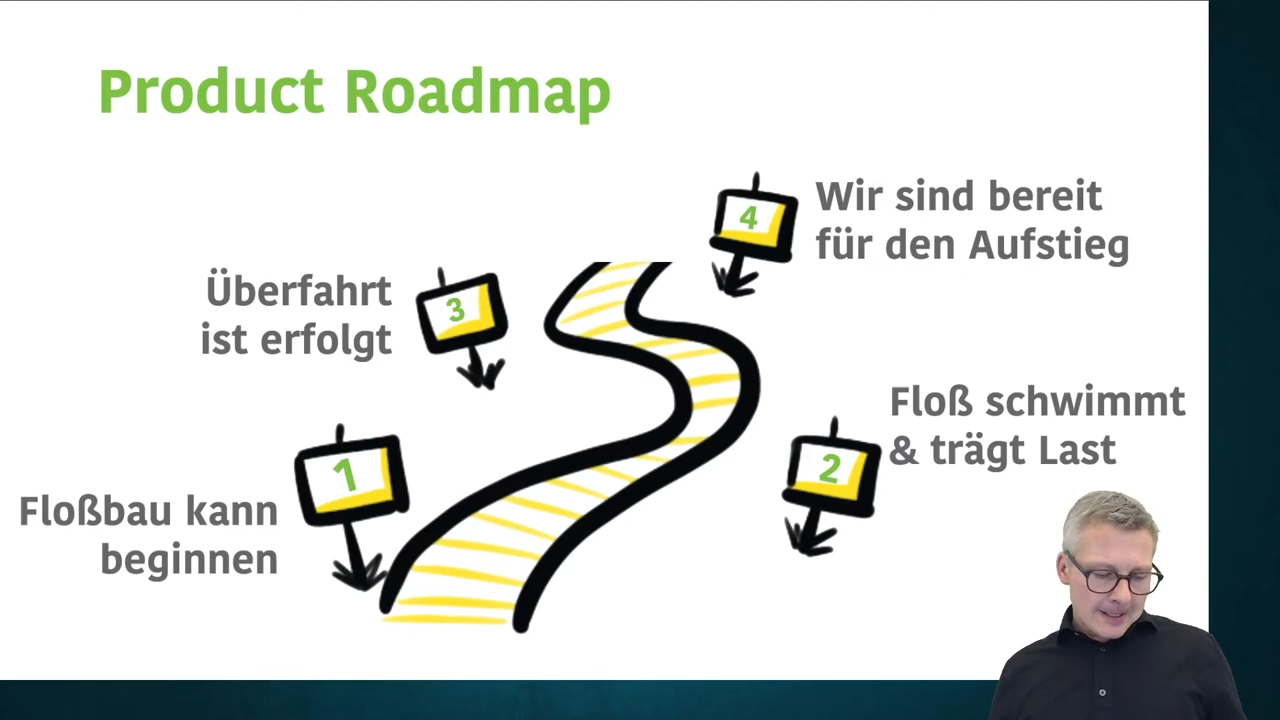 Product Roadmap
1
Floßbau kann
beginnen
2
Floß schwimmt
& trägt Last
3
Überfahrt
ist erfolgt
4
Wir sind bereit
für den Aufstieg